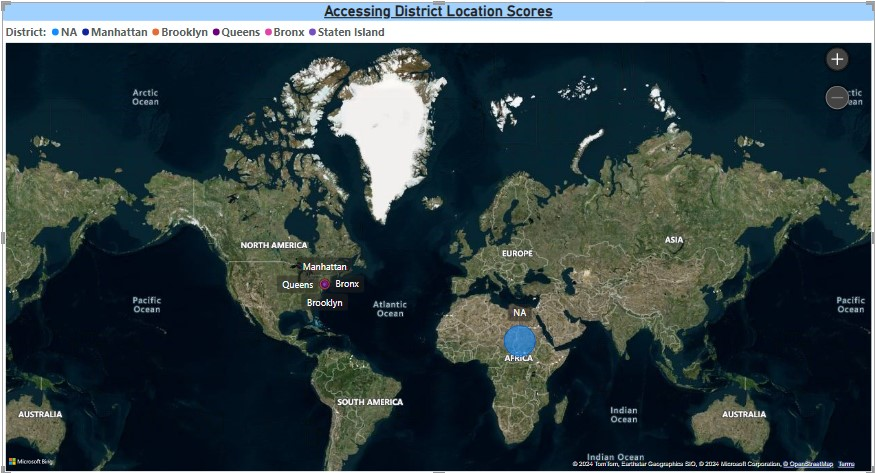 Accessing District Location Scores
District: NA Manhattan Brooklyn Queens Bronx Staten Island
+
−
Arctic
Ocean
ctic
Ocean
NORTH AMERICA
EUROPE
ASIA
Manhattan
Queens
Bronx
Brooklyn
Pacific
Ocean
Atlantic
Ocean
NA
AFRICA
Pacific
Ocean
SOUTH AMERICA
Indian
Ocean
AUSTRALIA
AUSTRALIA
Indian Ocean
Microsoft Bing
© 2024 TomTom, Earthstar Geographics SIO, © 2024 Microsoft Corporation, © OpenStreetMap Terms